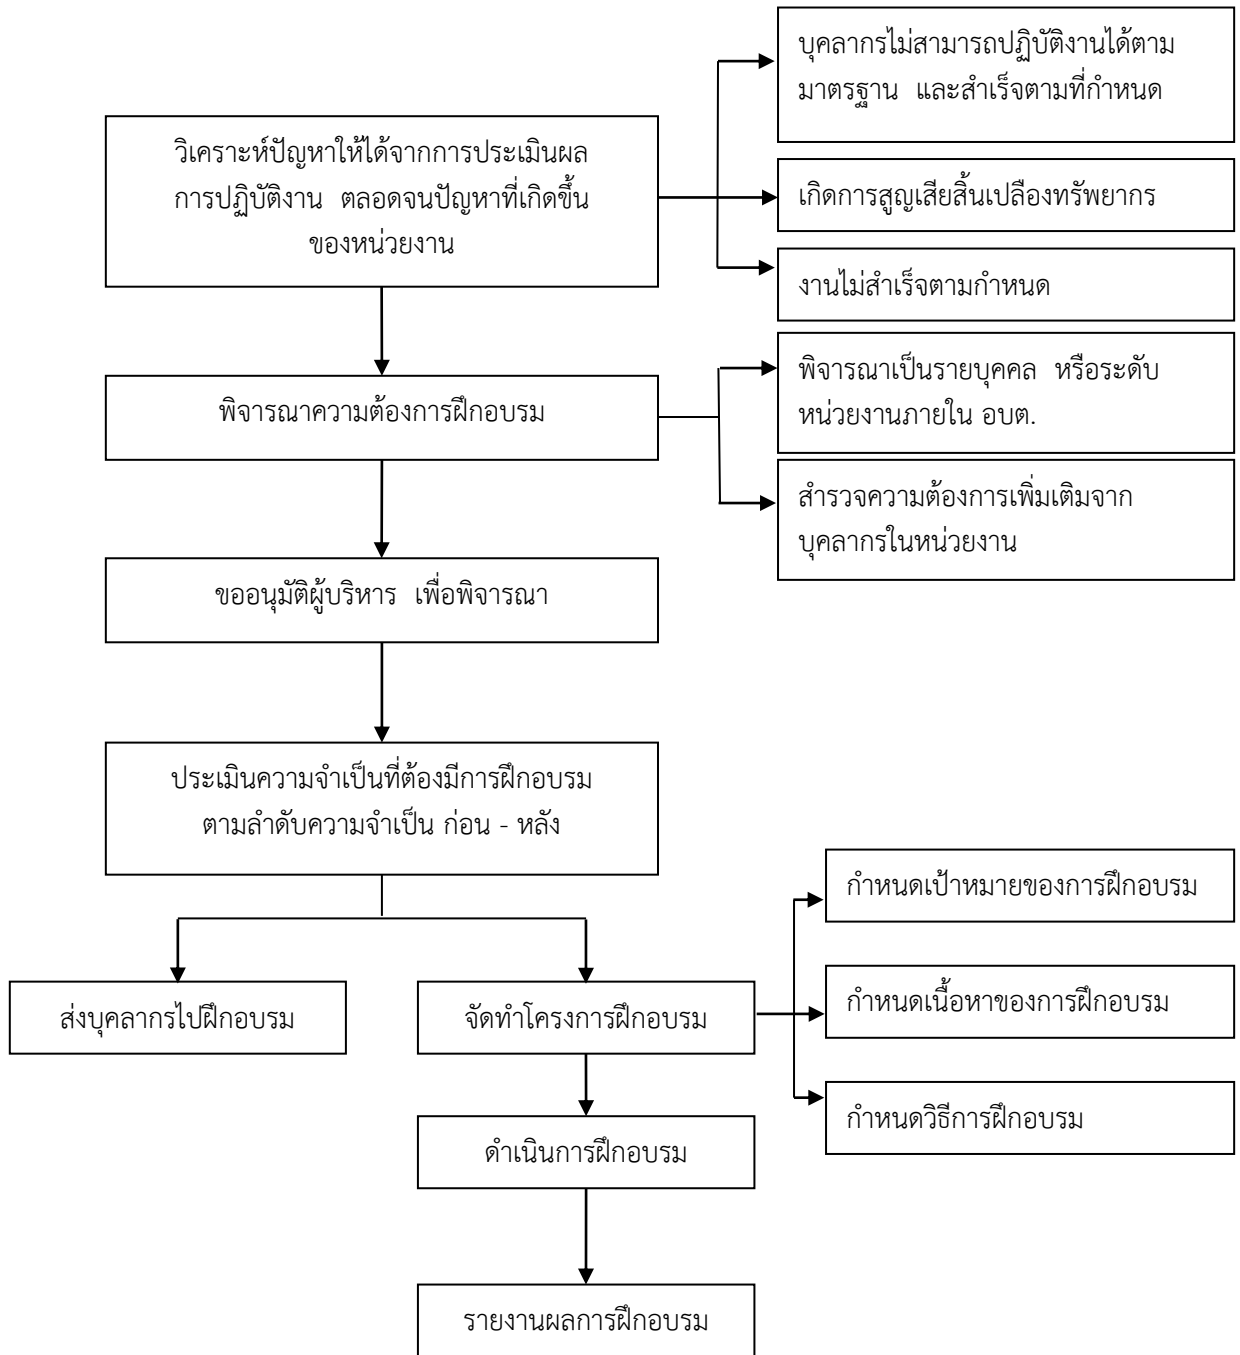 บุคลากรไม่สามารถปฏิบัติงานได้ตาม
มาตรฐาน และสำเร็จตามที่กำหนด
วิเคราะห์ปัญหาให้ได้จากการประเมินผล
การปฏิบัติงาน ตลอดจนปัญหาที่เกิดขึ้น
ของหน่วยงาน
เกิดการสูญเสียสิ้นเปลืองทรัพยากร
งานไม่สำเร็จตามกำหนด
พิจารณาความต้องการฝึกอบรม
พิจารณาเป็นรายบุคคล หรือระดับ
หน่วยงานภายใน อบต.
สำรวจความต้องการเพิ่มเติมจาก
บุคลากรในหน่วยงาน
ขออนุมัติผู้บริหาร เพื่อพิจารณา
ประเมินความจำเป็นที่ต้องมีการฝึกอบรม
ตามลำดับความจำเป็น ก่อน - หลัง
ส่งบุคลากรไปฝึกอบรม
จัดทำโครงการฝึกอบรม
กำหนดเป้าหมายของการฝึกอบรม
กำหนดเนื้อหาของการฝึกอบรม
กำหนดวิธีการฝึกอบรม
ดำเนินการฝึกอบรม
รายงานผลการฝึกอบรม